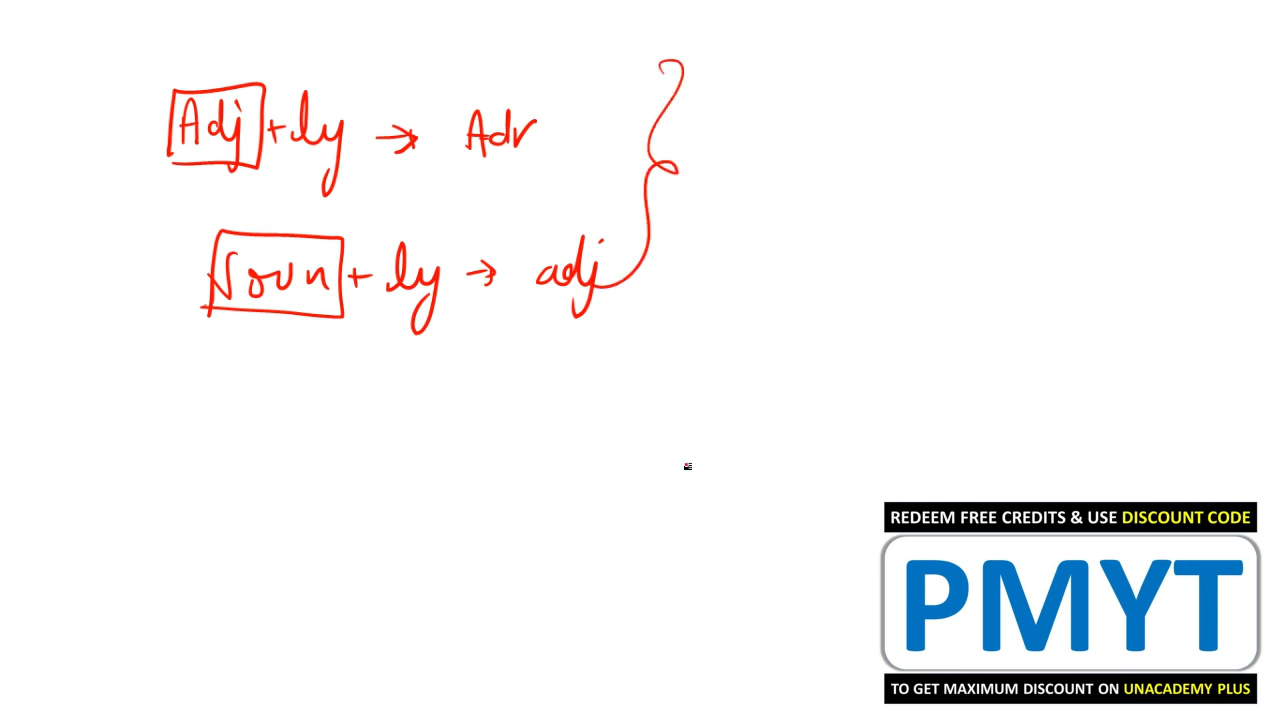 Adj + ly → Adv
Noun + ly → adj
REDEEM FREE CREDITS & USE DISCOUNT CODE
PMYT
TO GET MAXIMUM DISCOUNT ON UNACADEMY PLUS